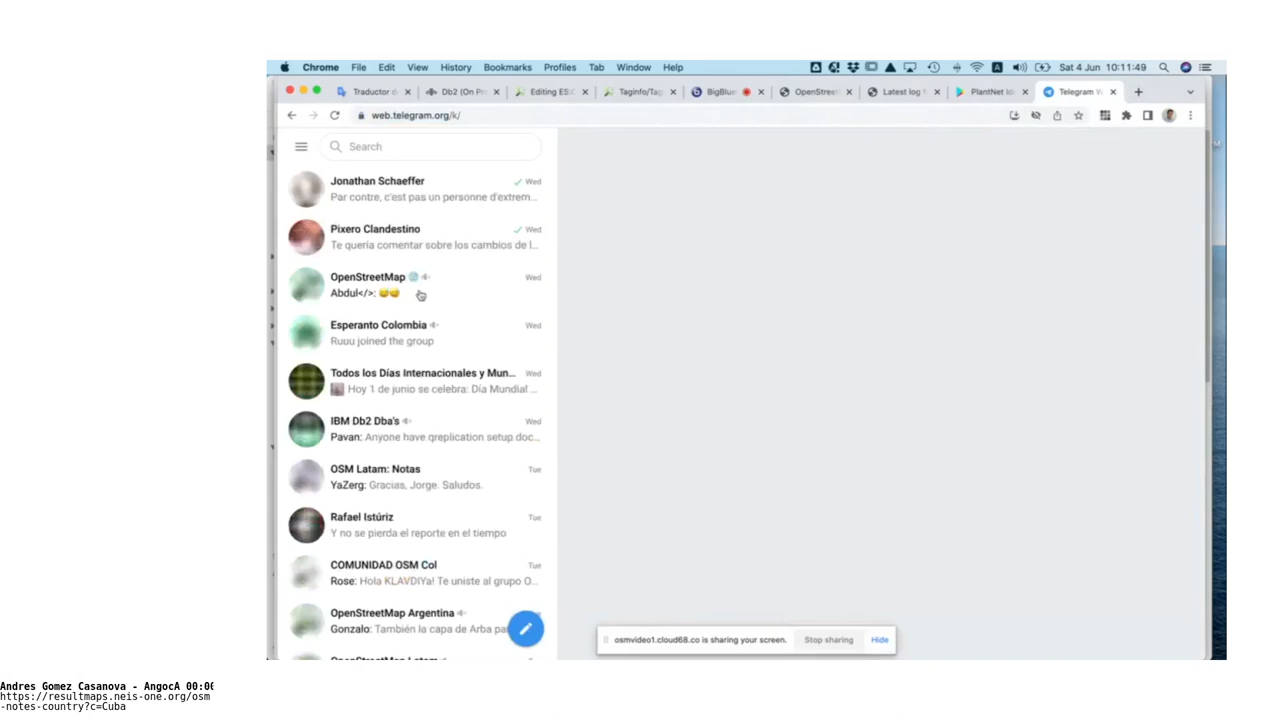 Chrome File Edit View History Bookmarks Profiles Tab Window Help Sat 4 Jun 10:11:49
Traductor d Db2 (On Pr Editing ES: Taginfo/Tag BigBlue OpenStreet Latest log f PlantNet Telegram W
web.telegram.org/k/
Search
Jonathan Schaeffer Wed
Par contre, c'est pas un personne d'extrem...
Pixero Clandestino Wed
Te quería comentar sobre los cambios de l...
OpenStreetMap Wed
Abdul</>: 😅😅
Esperanto Colombia Wed
Ruuu joined the group
Todos los Días Internacionales y Mun... Wed
Hoy 1 de junio se celebra: Día Mundial ...
IBM Db2 Dba's Wed
Pavan: Anyone have qreplication setup doc...
OSM Latam: Notas Tue
YaZerg: Gracias, Jorge. Saludos.
Rafael Istúriz Tue
Y no se pierda el reporte en el tiempo
COMUNIDAD OSM Col Tue
Rose: Hola KLAVDIYa! Te uniste al grupo O...
OpenStreetMap Argentina
Gonzalo: También la capa de Arba pa
OpenStreetMap Latam
osmvideo1.cloud68.co is sharing your screen. Stop sharing Hide
Andres Gomez Casanova - AngocA 00:0
https://resultmaps.neis-one.org/osm
-notes-country?c=Cuba